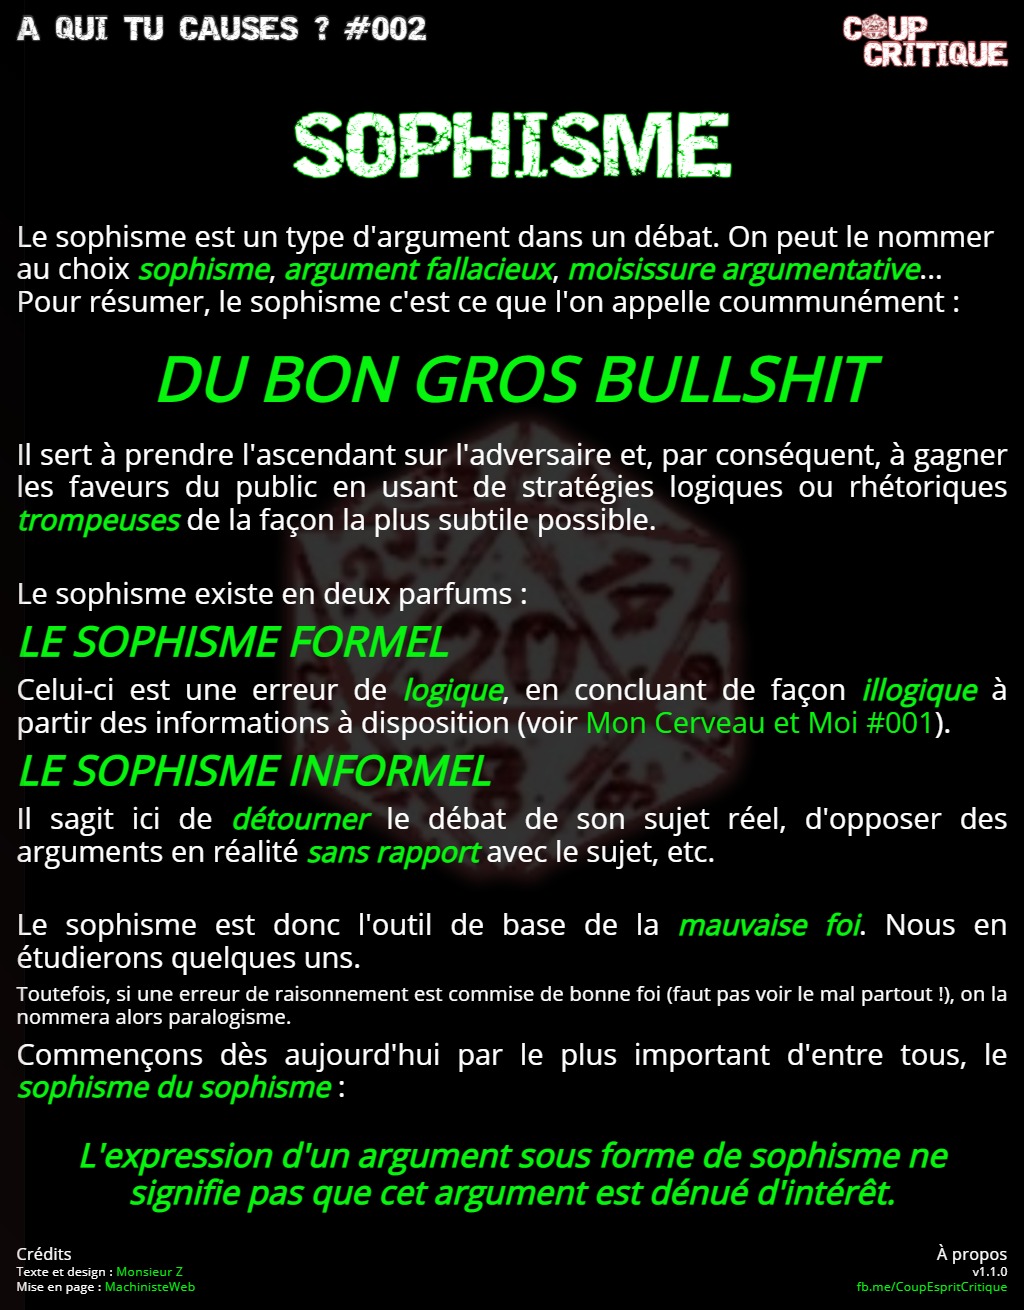 A QUI TU CAUSES ? #002
COUP
CRITIQUE
SOPHISME
Le sophisme est un type d'argument dans un débat. On peut le nommer
au choix sophisme, argument fallacieux, moisissure argumentative...
Pour résumer, le sophisme c'est ce que l'on appelle coummunément :
DU BON GROS BULLSHIT
Il sert à prendre l'ascendant sur l'adversaire et, par conséquent, à gagner
les faveurs du public en usant de stratégies logiques ou rhétoriques
trompeuses de la façon la plus subtile possible.
Le sophisme existe en deux parfums :
LE SOPHISME FORMEL
Celui-ci est une erreur de logique, en concluant de façon illogique à
partir des informations à disposition (voir Mon Cerveau et Moi #001).
LE SOPHISME INFORMEL
Il sagit ici de détourner le débat de son sujet réel, d'opposer des
arguments en réalité sans rapport avec le sujet, etc.
Le sophisme est donc l'outil de base de la mauvaise foi. Nous en
étudierons quelques uns.
Toutefois, si une erreur de raisonnement est commise de bonne foi (faut pas voir le mal partout !), on la
nommera alors paralogisme.
Commençons dès aujourd'hui par le plus important d'entre tous, le
sophisme du sophisme :
L'expression d'un argument sous forme de sophisme ne
signifie pas que cet argument est dénué d'intérêt.
Crédits
Texte et design : Monsieur Z
Mise en page : MachinisteWeb
À propos
v1.1.0
fb.me/CoupEspritCritique
20